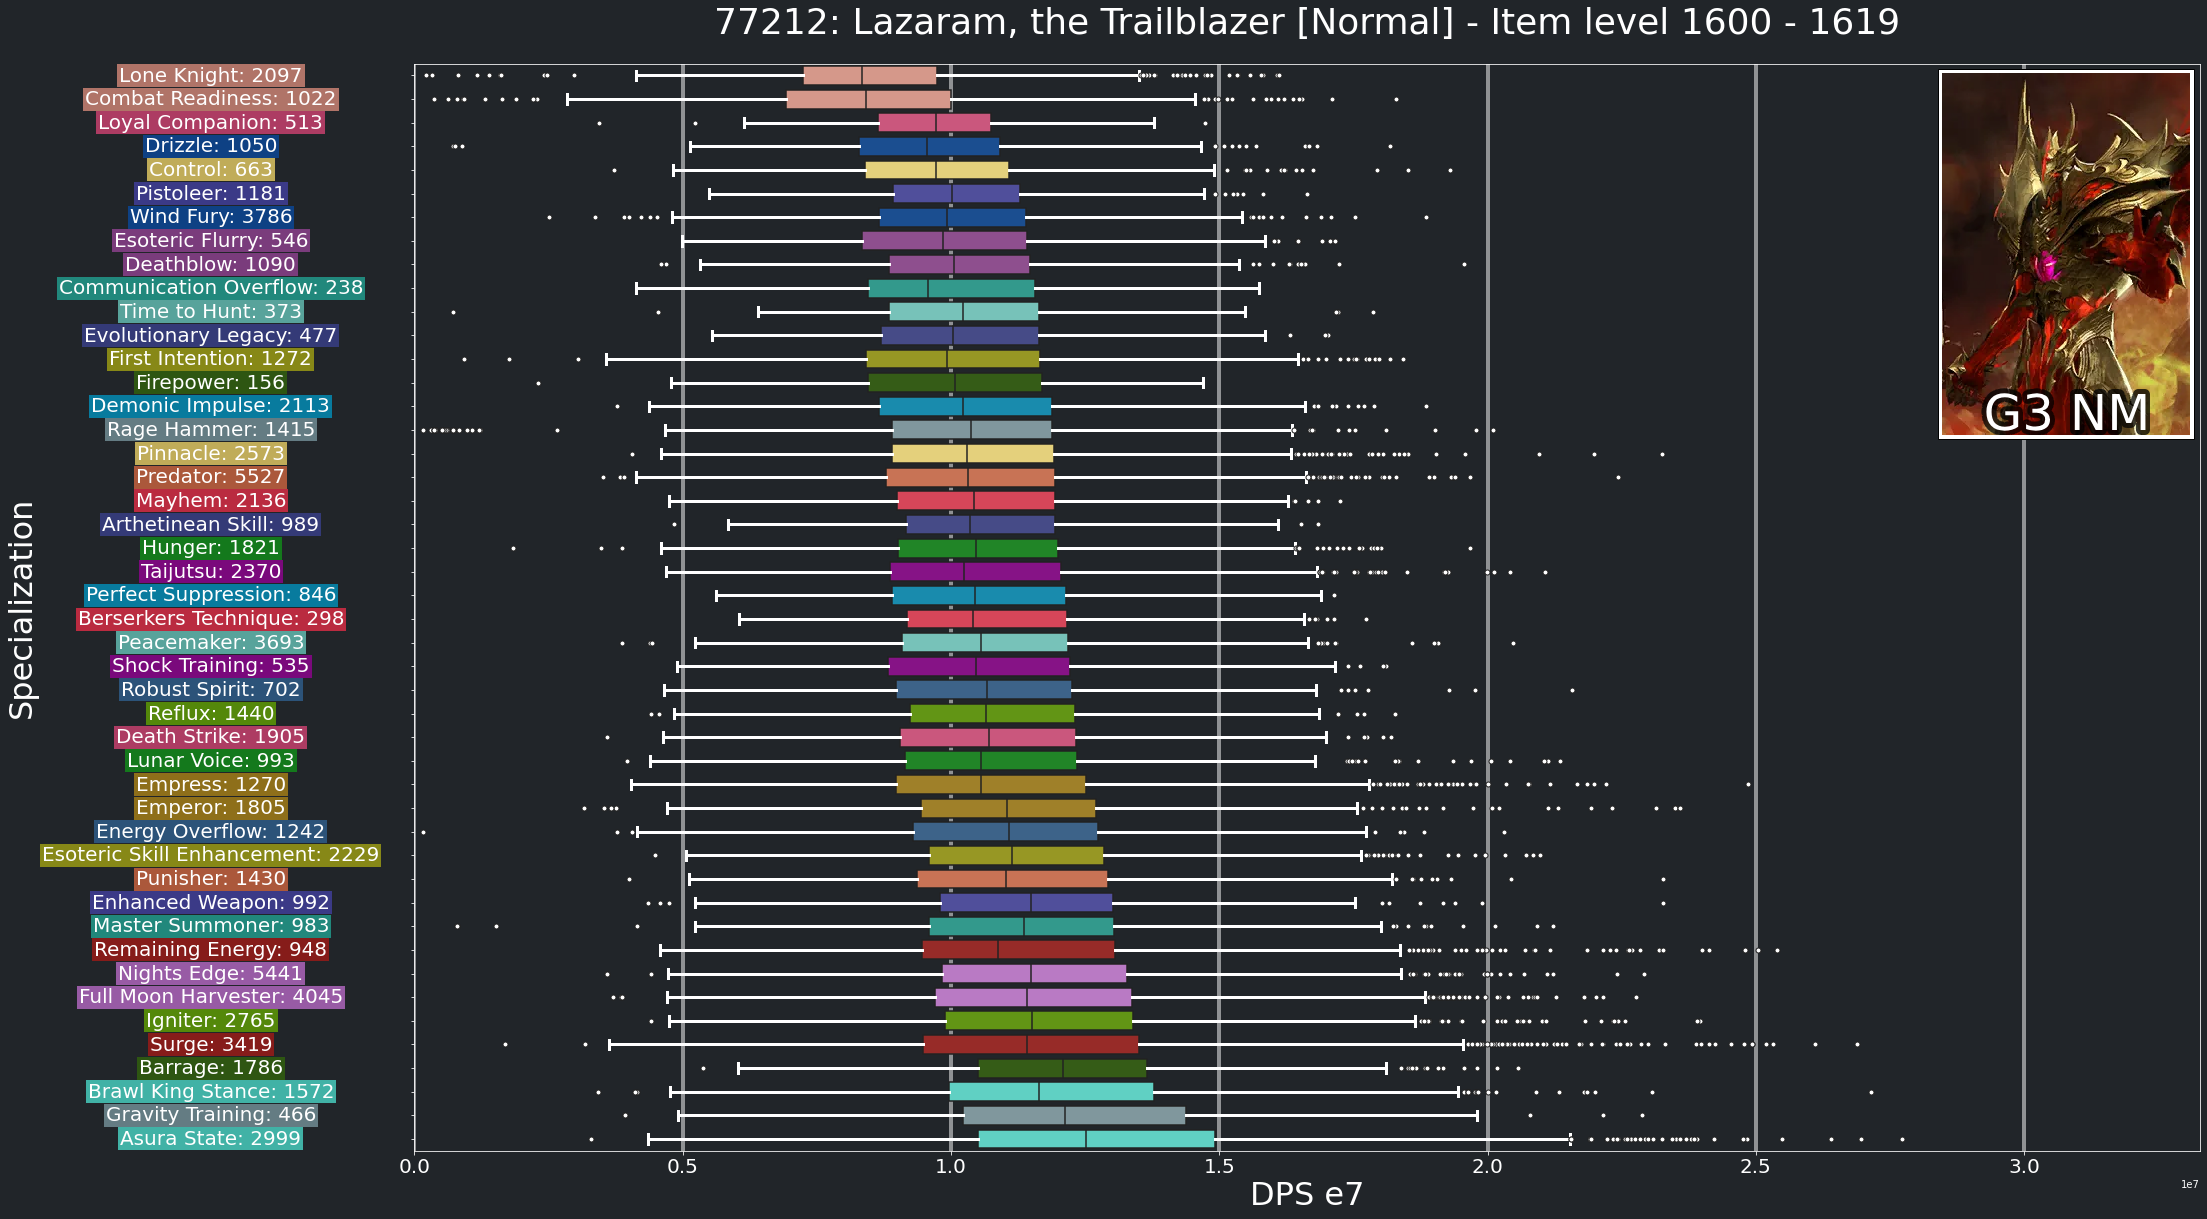 77212: Lazaram, the Trailblazer [Normal] - Item level 1600 - 1619
Lone Knight: 2097
Combat Readiness: 1022
Loyal Companion: 513
Drizzle: 1050
Control: 663
Pistoleer: 1181
Wind Fury: 3786
Esoteric Flurry: 546
Deathblow: 1090
Communication Overflow: 238
Time to Hunt: 373
Evolutionary Legacy: 477
First Intention: 1272
Firepower: 156
Demonic Impulse: 2113
Rage Hammer: 1415
Pinnacle: 2573
Predator: 5527
Mayhem: 2136
Arthetinean Skill: 989
Hunger: 1821
Taijutsu: 2370
Perfect Suppression: 846
Berserkers Technique: 298
Peacemaker: 3693
Shock Training: 535
Robust Spirit: 702
Reflux: 1440
Death Strike: 1905
Lunar Voice: 993
Empress: 1270
Emperor: 1805
Energy Overflow: 1242
Esoteric Skill Enhancement: 2229
Punisher: 1430
Enhanced Weapon: 992
Master Summoner: 983
Remaining Energy: 948
Nights Edge: 5441
Full Moon Harvester: 4045
Igniter: 2765
Surge: 3419
Barrage: 1786
Brawl King Stance: 1572
Gravity Training: 466
Asura State: 2999
Specialization
G3 NM
0.0 0.5 1.0 1.5 2.0 2.5 3.0
DPS e7
1e7